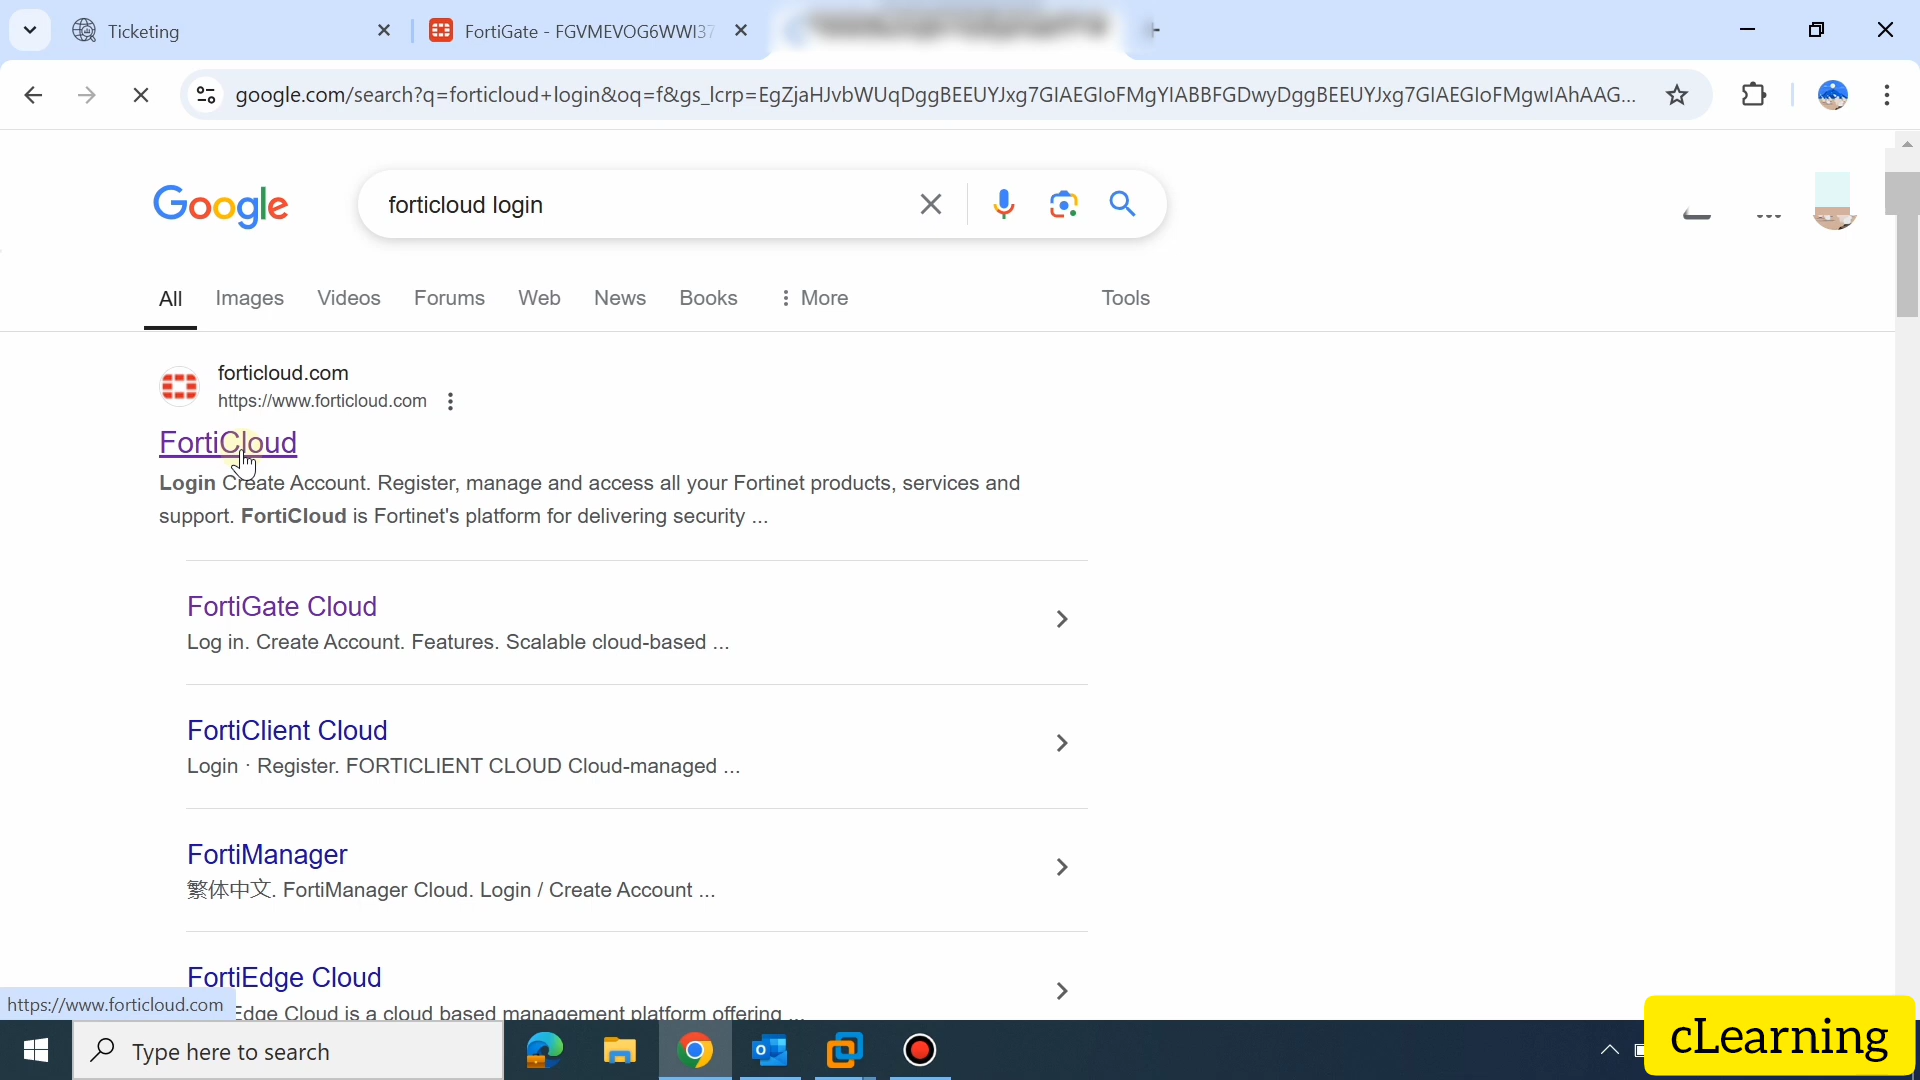 Ticketing
FortiGate - FGVMEVOG6WWI37
google.com/search?q=forticloud+login&oq=f&gs_lcrp=EgZjaHJvbWUqDggBEEUYJxg7GIAEGIoFMgYIABBFGDwyDggBEEUYJxg7GIAEGIoFMgwIAhAAG...
Google
forticloud login
All Images Videos Forums Web News Books More Tools
forticloud.com
https://www.forticloud.com
FortiCloud
Login Create Account. Register, manage and access all your Fortinet products, services and
support. FortiCloud is Fortinet's platform for delivering security ...
FortiGate Cloud
Log in. Create Account. Features. Scalable cloud-based ...
FortiClient Cloud
Login · Register. FORTICLIENT CLOUD Cloud-managed ...
FortiManager
繁体中文. FortiManager Cloud. Login / Create Account ...
FortiEdge Cloud
Edge Cloud is a cloud based management platform offering ...
https://www.forticloud.com
Type here to search
cLearning